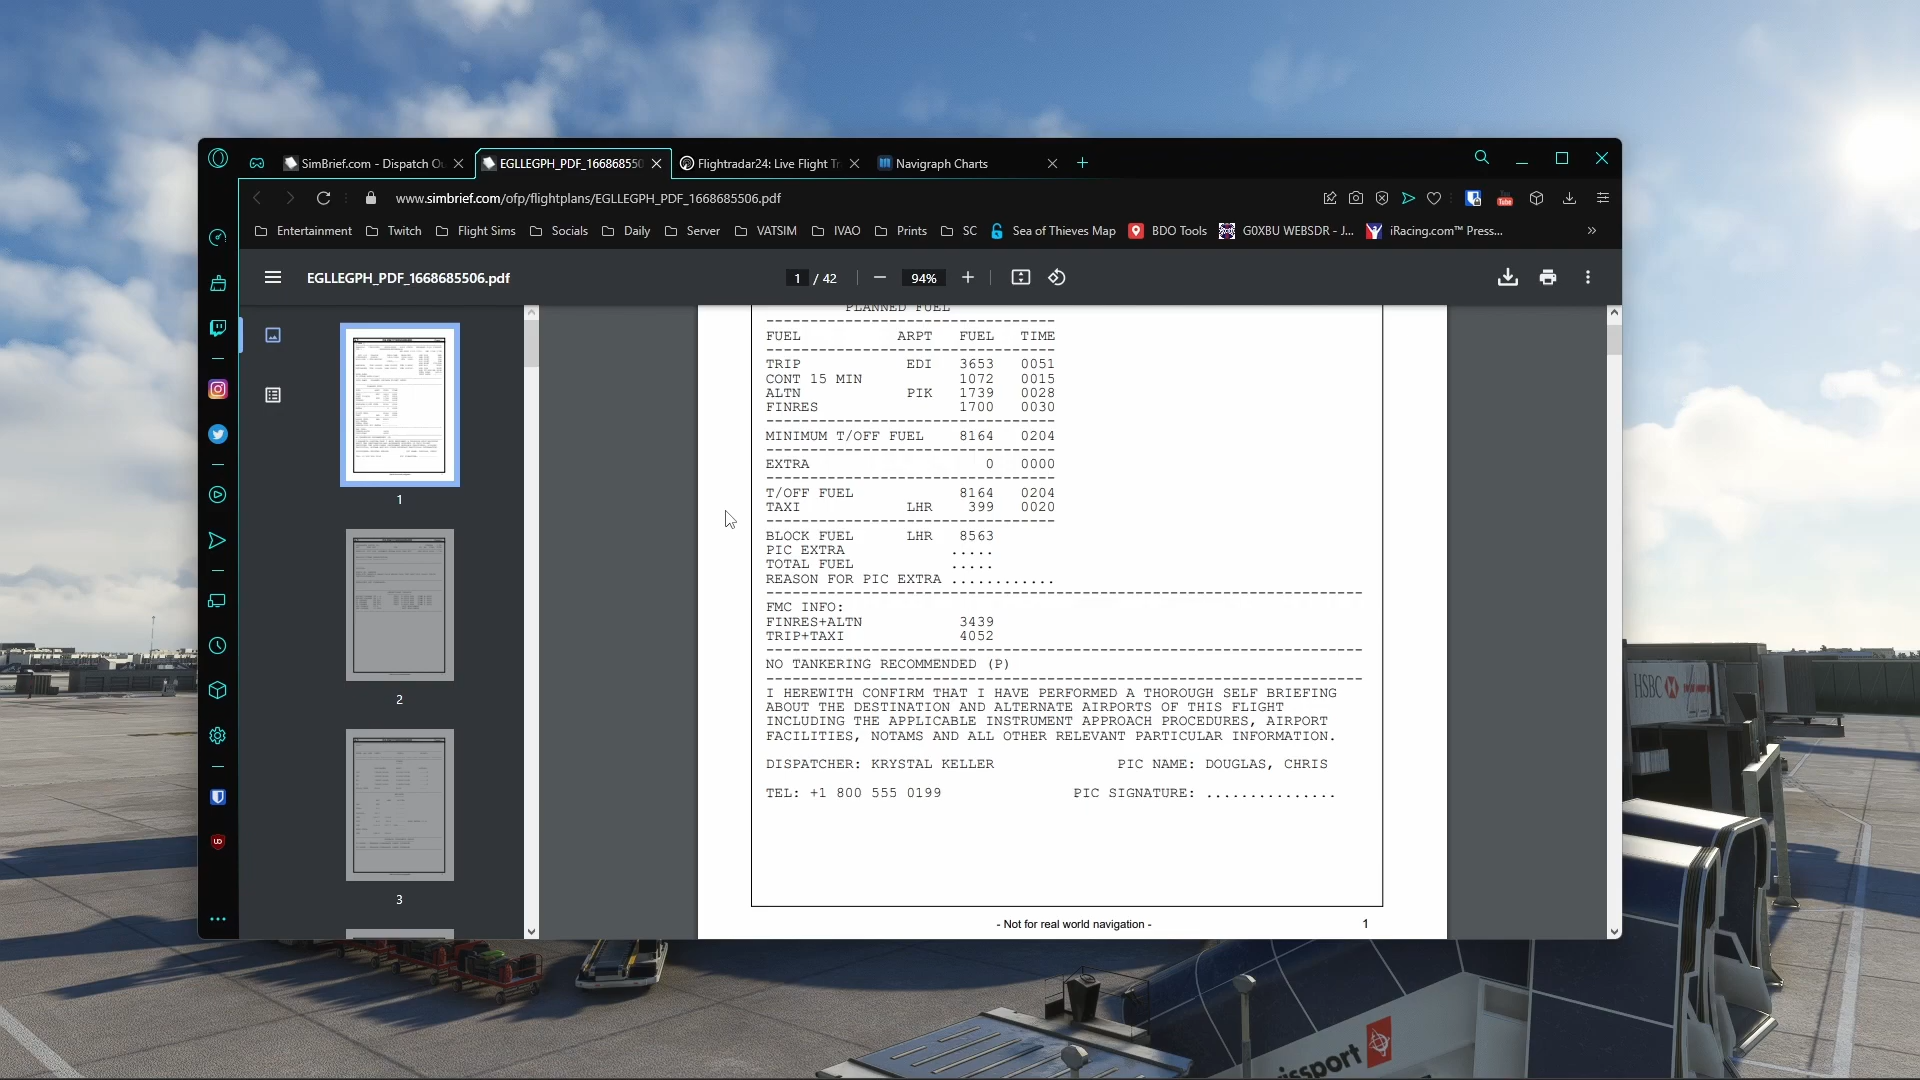 SimBrief.com - Dispatch Ou
EGLLEGPH_PDF_166868550
Flightradar24: Live Flight Tr
Navigraph Charts
www.simbrief.com/ofp/flightplans/EGLLEGPH_PDF_1668685506.pdf
Entertainment Twitch Flight Sims Socials Daily Server VATSIM IVAO Prints SC Sea of Thieves Map BDO Tools G0XBU WEBSDR - J... iRacing.com™ Press... »
EGLLEGPH_PDF_1668685506.pdf 1 / 42 94%
PLANNED FUEL
---------------------------------
FUEL ARPT FUEL TIME
---------------------------------
TRIP EDI 3653 0051
CONT 15 MIN 1072 0015
ALTN PIK 1739 0028
FINRES 1700 0030
---------------------------------
MINIMUM T/OFF FUEL 8164 0204
---------------------------------
EXTRA 0 0000
---------------------------------
T/OFF FUEL 8164 0204
TAXI LHR 399 0020
---------------------------------
BLOCK FUEL LHR 8563
PIC EXTRA .....
TOTAL FUEL .....
REASON FOR PIC EXTRA ............
--------------------------------------------------------------------
FMC INFO:
FINRES+ALTN 3439
TRIP+TAXI 4052
--------------------------------------------------------------------
NO TANKERING RECOMMENDED (P)
--------------------------------------------------------------------
I HEREWITH CONFIRM THAT I HAVE PERFORMED A THOROUGH SELF BRIEFING
ABOUT THE DESTINATION AND ALTERNATE AIRPORTS OF THIS FLIGHT
INCLUDING THE APPLICABLE INSTRUMENT APPROACH PROCEDURES, AIRPORT
FACILITIES, NOTAMS AND ALL OTHER RELEVANT PARTICULAR INFORMATION.
DISPATCHER: KRYSTAL KELLER PIC NAME: DOUGLAS, CHRIS
TEL: +1 800 555 0199 PIC SIGNATURE: ...............
- Not for real world navigation - 1
1
2
3
HSBC
ssport